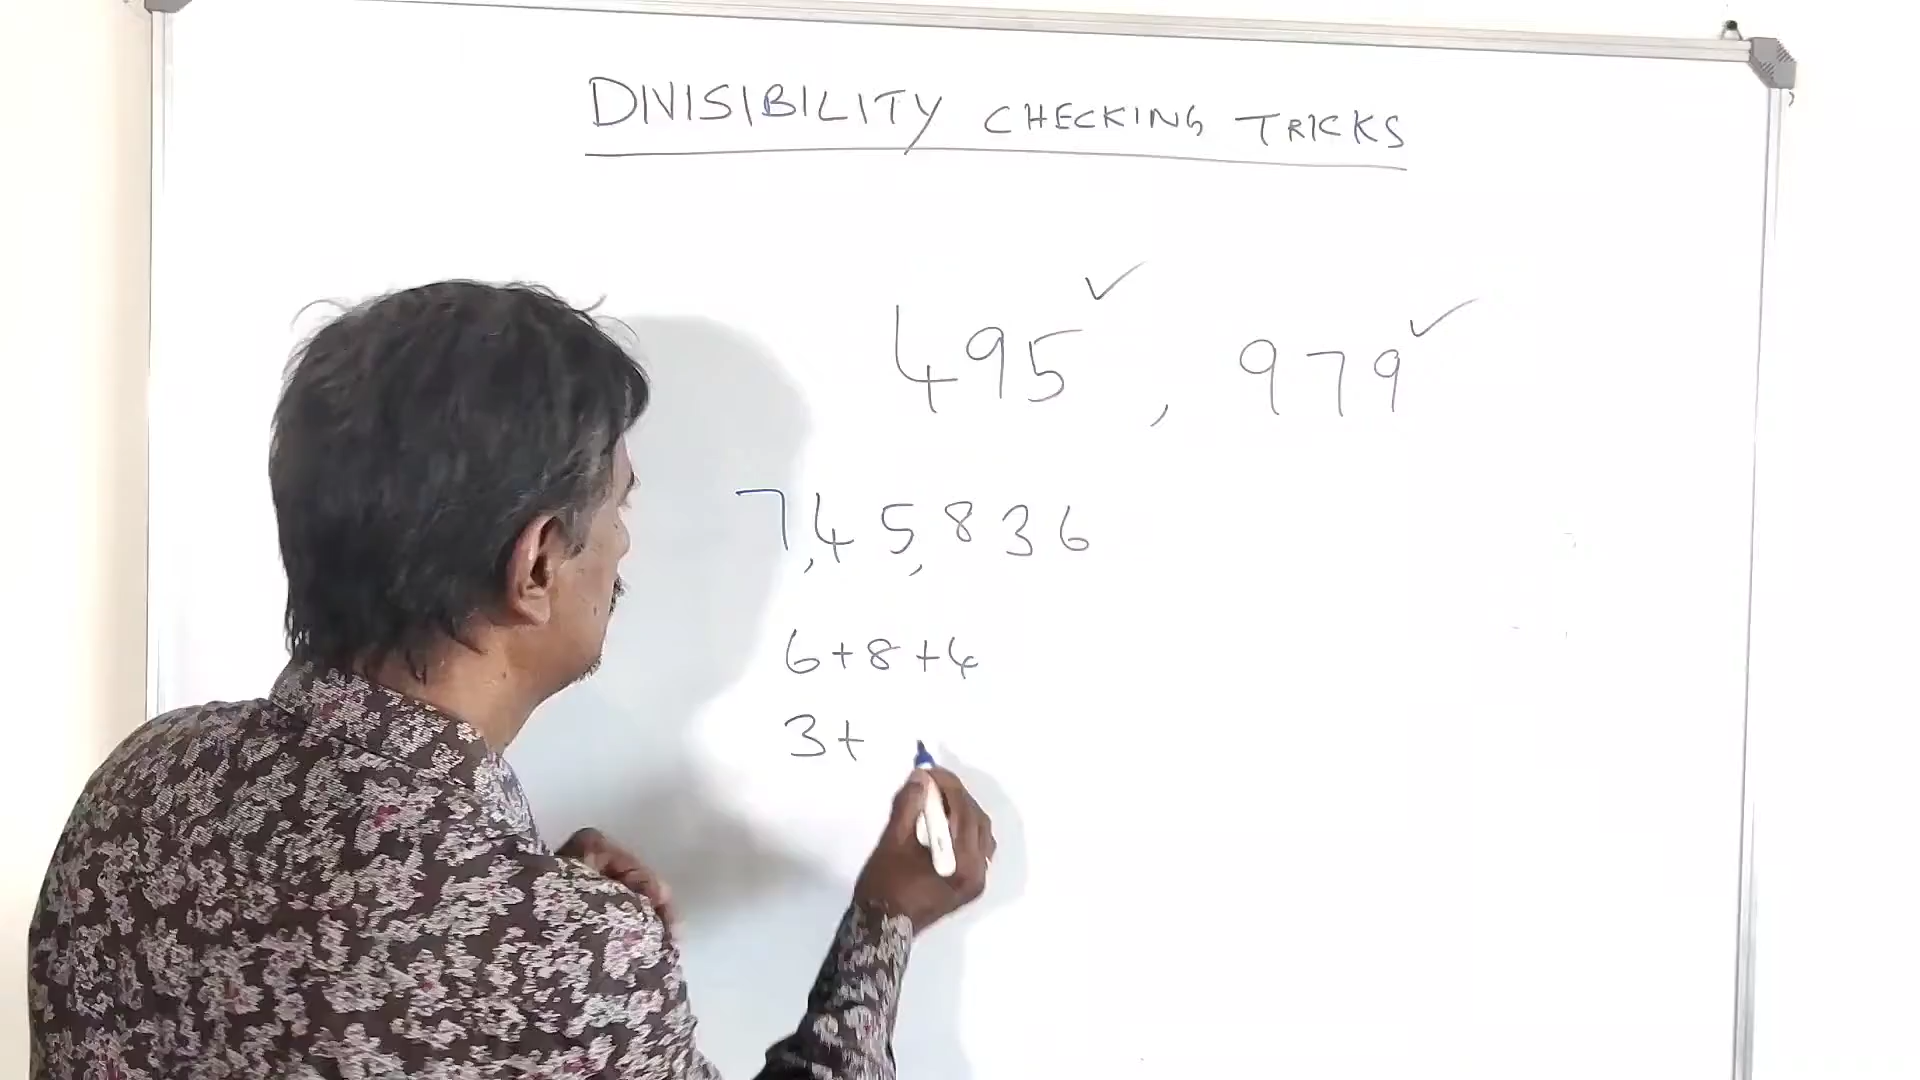 DIVISIBILITY CHECKING TRICKS
495 , 979
7,45,836
6+8+4
3+